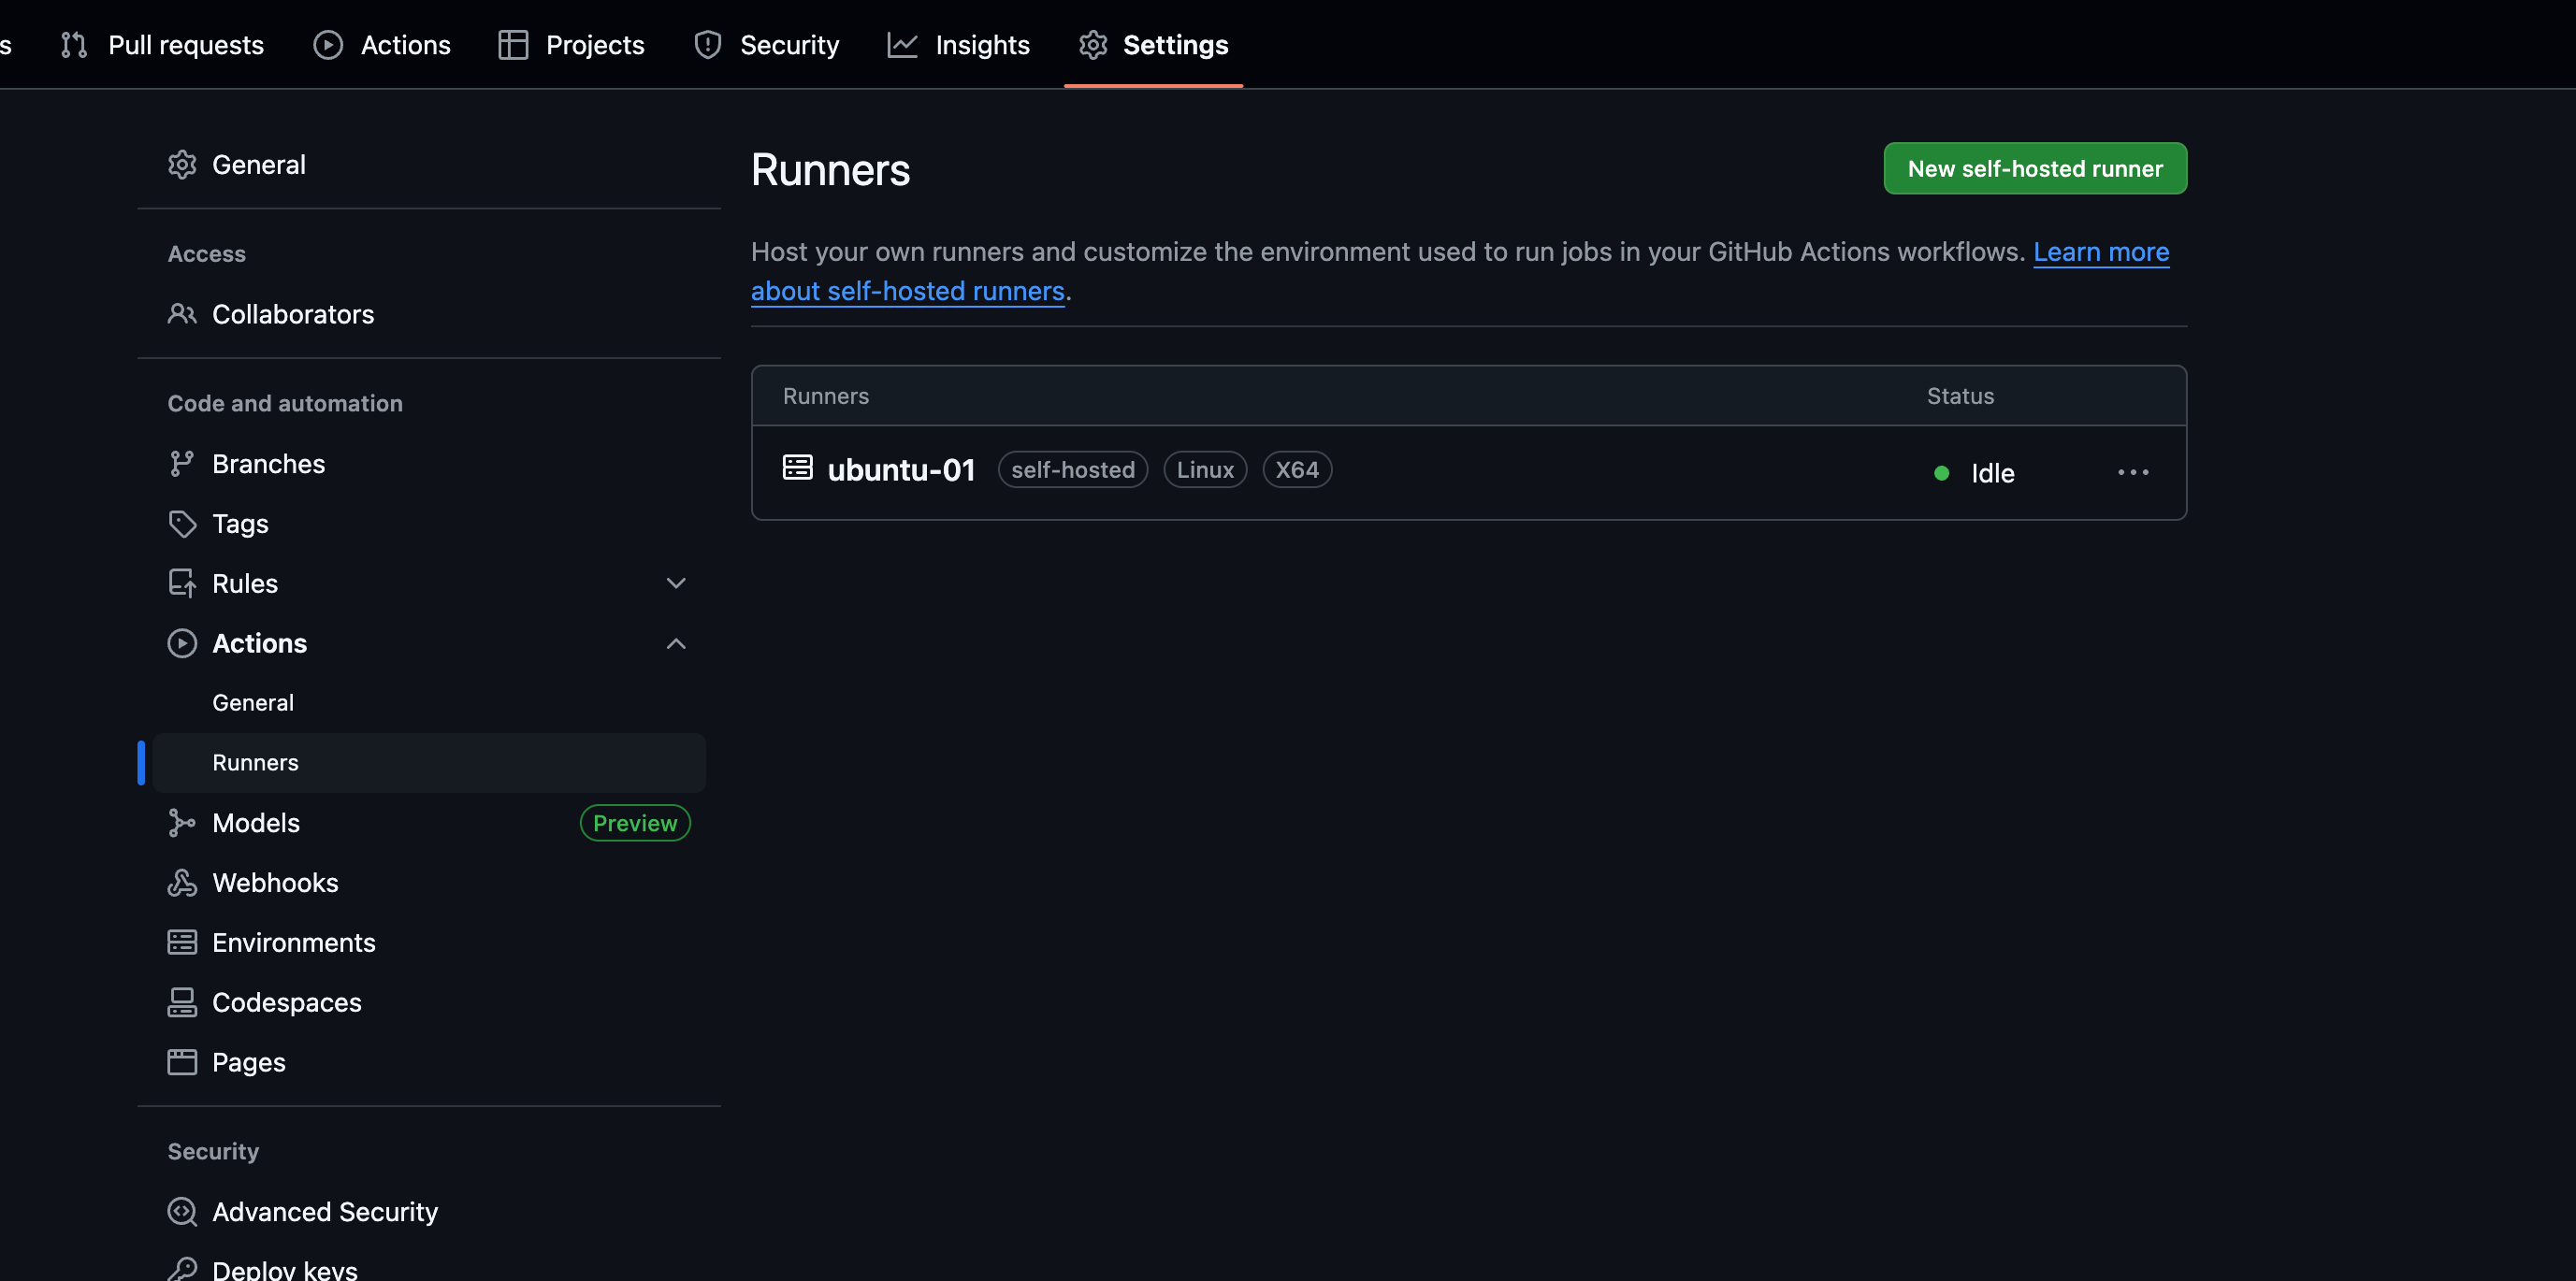 s Pull requests Actions Projects Security Insights Settings
General
Access
Collaborators
Code and automation
Branches
Tags
Rules
Actions
General
Runners
Models Preview
Webhooks
Environments
Codespaces
Pages
Security
Advanced Security
Deploy keys
Runners
New self-hosted runner
Host your own runners and customize the environment used to run jobs in your GitHub Actions workflows. Learn more
about self-hosted runners.
Runners Status
ubuntu-01 self-hosted Linux X64 Idle